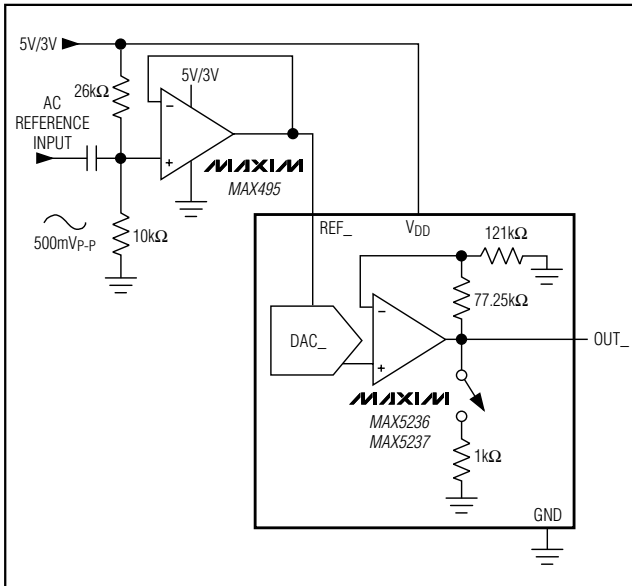 5V/3V
26kΩ
5V/3V
AC
REFERENCE
INPUT
−
+
MAXIM
MAX495
500mVP-P
10kΩ
REF_
VDD
121kΩ
77.25kΩ
DAC_
−
+
OUT_
MAXIM
MAX5236
MAX5237
1kΩ
GND